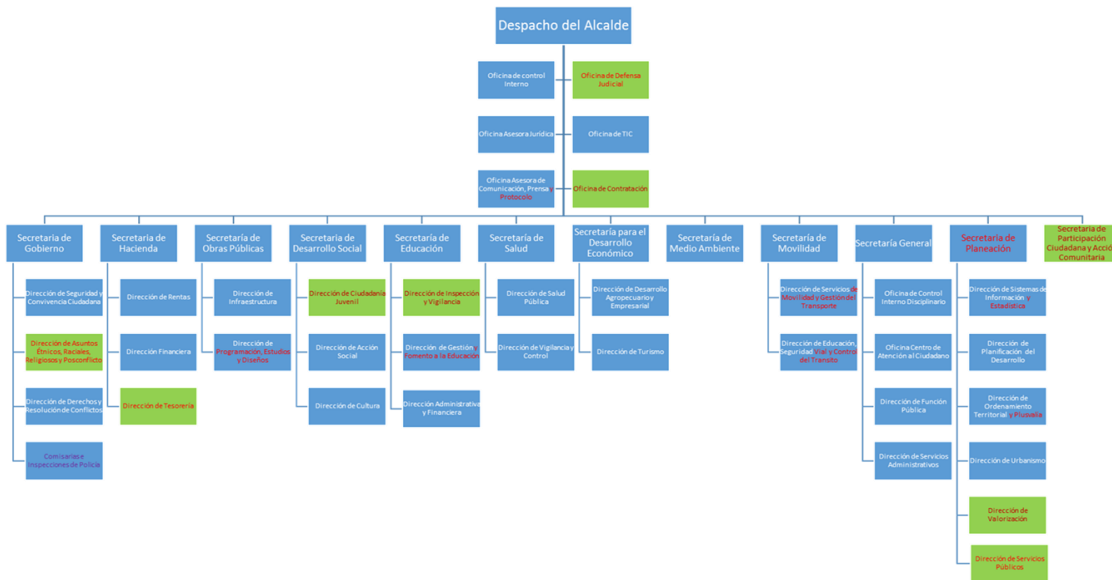 Despacho del Alcalde
Oficina de control
Interno
Oficina de Defensa
Judicial
Oficina Asesora Jurídica
Oficina de TIC
Oficina Asesora de
Comunicación, Prensa y
Protocolo
Oficina de Contratación
Secretaria de
Gobierno
Secretaria de
Hacienda
Secretaría de
Obras Públicas
Secretaría de
Desarrollo Social
Secretaría de
Educación
Secretaría de
Salud
Secretaría para el
Desarrollo
Económico
Secretaría de
Medio Ambiente
Secretaría de
Movilidad
Secretaría General
Secretaria de
Planeación
Secretaria de
Participación
Ciudadana y Acción
Comunitaria
Dirección de Seguridad y
Convivencia Ciudadana
Dirección de Asuntos
Étnicos, Raciales,
Religiosos y Posconflicto
Dirección de Derechos y
Resolución de Conflictos
Comisarias e
Inspecciones de Policía
Dirección de Rentas
Dirección Financiera
Dirección de Tesorería
Dirección de
Infraestructura
Dirección de
Programación, Estudios
y Diseños
Dirección de Ciudadanía
Juvenil
Dirección de Acción
Social
Dirección de Cultura
Dirección de Inspección
y Vigilancia
Dirección de Gestión y
Fomento a la Educación
Dirección Administrativa
y Financiera
Dirección de Salud
Pública
Dirección de Vigilancia y
Control
Dirección de Desarrollo
Agropecuario y
Empresarial
Dirección de Turismo
Dirección de Servicios de
Movilidad y Gestión del
Transporte
Dirección de Educación,
Seguridad Vial y Control
del Transito
Oficina de Control
Interno Disciplinario
Oficina Centro de
Atención al Ciudadano
Dirección de Función
Pública
Dirección de Servicios
Administrativos
Dirección de Sistemas de
Información y
Estadística
Dirección de
Planificación del
Desarrollo
Dirección de
Ordenamiento
Territorial y Plusvalía
Dirección de Urbanismo
Dirección de
Valorización
Dirección de Servicios
Públicos